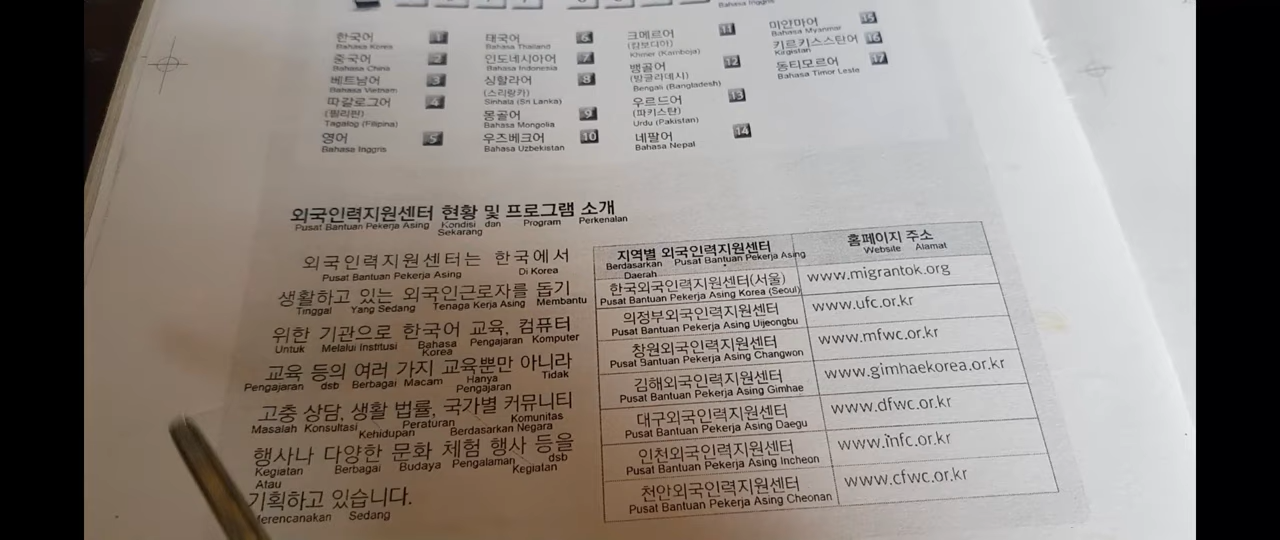 Bahasa Inggris
한국어 1
Bahasa Korea
중국어 2
Bahasa China
베트남어 3
Bahasa Vietnam
따갈로그어 4
(필리핀)
Tagalog (Filipina)
영어 5
Bahasa Inggris
태국어 6
Bahasa Thailand
인도네시아어 7
Bahasa Indonesia
싱할라어 8
(스리랑카)
Sinhala (Sri Lanka)
몽골어 9
Bahasa Mongolia
우즈베크어 10
Bahasa Uzbekistan
크메르어 11
(캄보디아)
Khmer (Kamboja)
벵골어 12
(방글라데시)
Bengali (Bangladesh)
우르드어 13
(파키스탄)
Urdu (Pakistan)
네팔어 14
Bahasa Nepal
미얀마어 15
Bahasa Myanmar
키르키스스탄어 16
Kirgistan
동티모르어 17
Bahasa Timor Leste
외국인력지원센터 현황 및 프로그램 소개
Pusat Bantuan Pekerja Asing Kondisi dan Program Perkenalan
Sekarang
외국인력지원센터는 한국에서
Pusat Bantuan Pekerja Asing Di Korea
생활하고 있는 외국인근로자를 돕기
Tinggal Yang Sedang Tenaga Kerja Asing Membantu
위한 기관으로 한국어 교육, 컴퓨터
Untuk Melalui Institusi Bahasa Pengajaran Komputer
Korea
교육 등의 여러 가지 교육뿐만 아니라
Pengajaran dsb Berbagai Macam Hanya Tidak
Pengajaran
고충 상담, 생활 법률, 국가별 커뮤니티
Masalah Konsultasi Peraturan Komunitas
Kehidupan Berdasarkan Negara
행사나 다양한 문화 체험 행사 등을
Kegiatan Berbagai Budaya Pengalaman dsb
Kegiatan
Atau
기획하고 있습니다.
Merencanakan Sedang
지역별 외국인력지원센터 홈페이지 주소
Berdasarkan Pusat Bantuan Pekerja Asing Website Alamat
Daerah
한국외국인력지원센터(서울) www.migrantok.org
Pusat Bantuan Pekerja Asing Korea (Seoul)
의정부외국인력지원센터 www.ufc.or.kr
Pusat Bantuan Pekerja Asing Uijeongbu
창원외국인력지원센터 www.mfwc.or.kr
Pusat Bantuan Pekerja Asing Changwon
김해외국인력지원센터 www.gimhaekorea.or.kr
Pusat Bantuan Pekerja Asing Gimhae
대구외국인력지원센터 www.dfwc.or.kr
Pusat Bantuan Pekerja Asing Daegu
인천외국인력지원센터 www.infc.or.kr
Pusat Bantuan Pekerja Asing Incheon
천안외국인력지원센터 www.cfwc.or.kr
Pusat Bantuan Pekerja Asing Cheonan